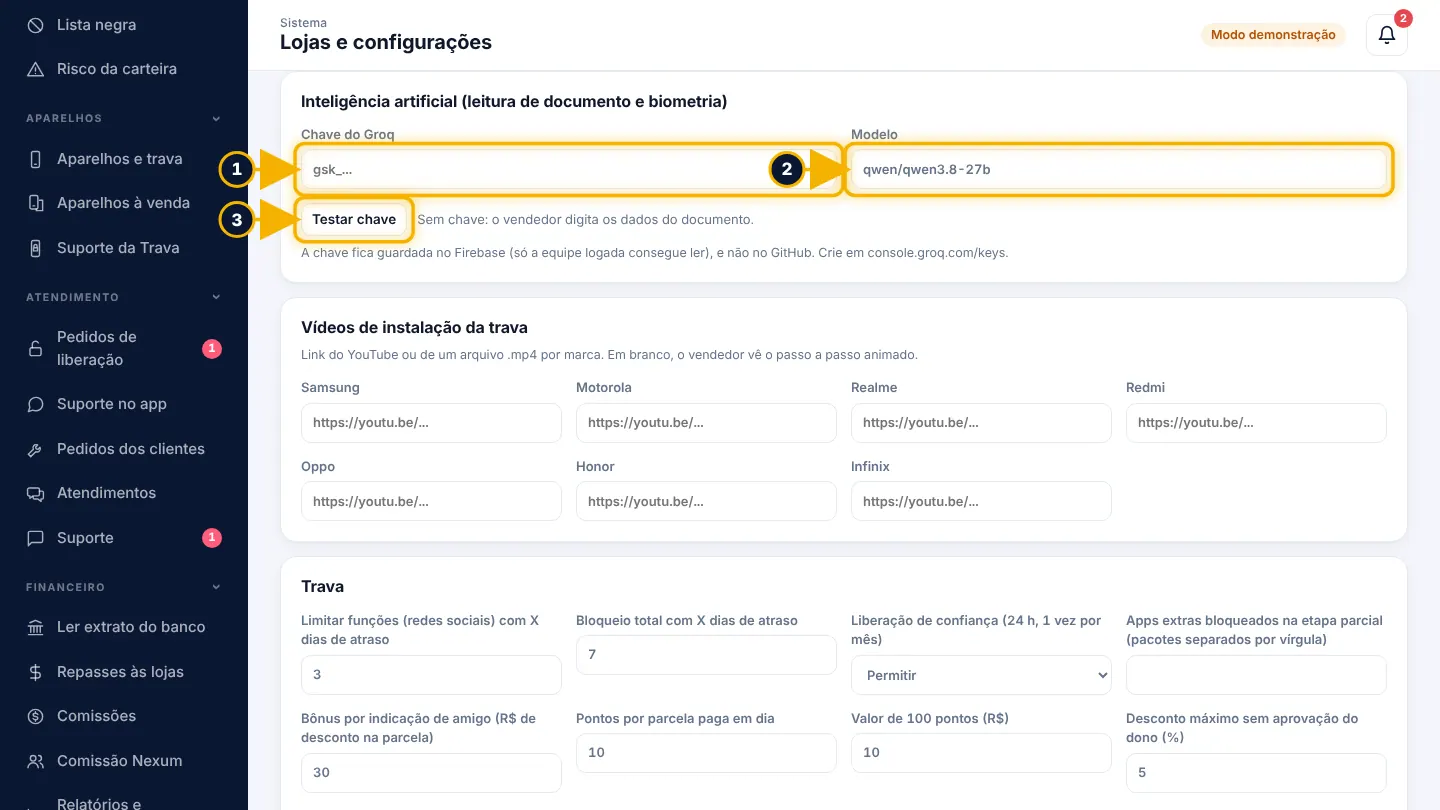 Lista negra
Risco da carteira
APARELHOS
Aparelhos e trava
Aparelhos à venda
Suporte da Trava
ATENDIMENTO
Pedidos de
liberação
1
Suporte no app
Pedidos dos clientes
Atendimentos
Suporte
1
FINANCEIRO
Ler extrato do banco
Repasses às lojas
Comissões
Comissão Nexum
Relatórios e
Sistema
Lojas e configurações
Modo demonstração
2
Inteligência artificial (leitura de documento e biometria)
Chave do Groq
Modelo
1
gsk_...
2
qwen/qwen3.8-27b
3
Testar chave
Sem chave: o vendedor digita os dados do documento.
A chave fica guardada no Firebase (só a equipe logada consegue ler), e não no GitHub. Crie em console.groq.com/keys.
Vídeos de instalação da trava
Link do YouTube ou de um arquivo .mp4 por marca. Em branco, o vendedor vê o passo a passo animado.
Samsung
Motorola
Realme
Redmi
https://youtu.be/...
https://youtu.be/...
https://youtu.be/...
https://youtu.be/...
Oppo
Honor
Infinix
https://youtu.be/...
https://youtu.be/...
https://youtu.be/...
Trava
Limitar funções (redes sociais) com X
dias de atraso
3
Bloqueio total com X dias de atraso
7
Liberação de confiança (24 h, 1 vez por
mês)
Permitir
Apps extras bloqueados na etapa parcial
(pacotes separados por vírgula)
Bônus por indicação de amigo (R$ de
desconto na parcela)
30
Pontos por parcela paga em dia
10
Valor de 100 pontos (R$)
10
Desconto máximo sem aprovação do
dono (%)
5